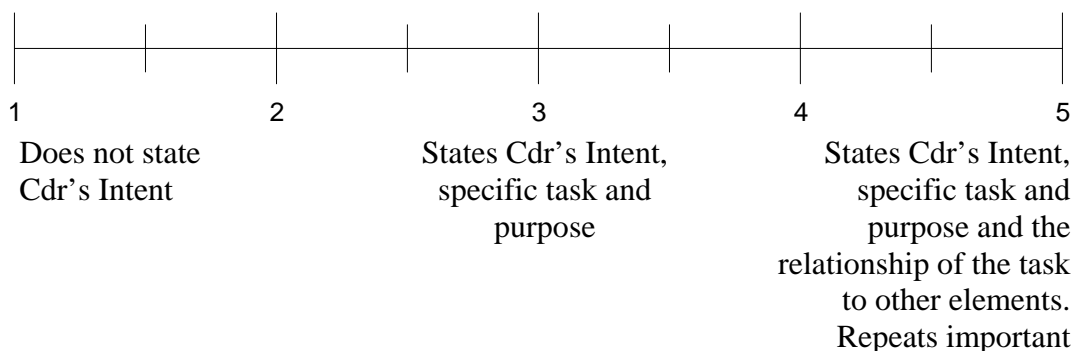 1 2 3 4 5
Does not state
Cdr’s Intent
States Cdr’s Intent,
specific task and
purpose
States Cdr’s Intent,
specific task and
purpose and the
relationship of the task
to other elements.
Repeats important